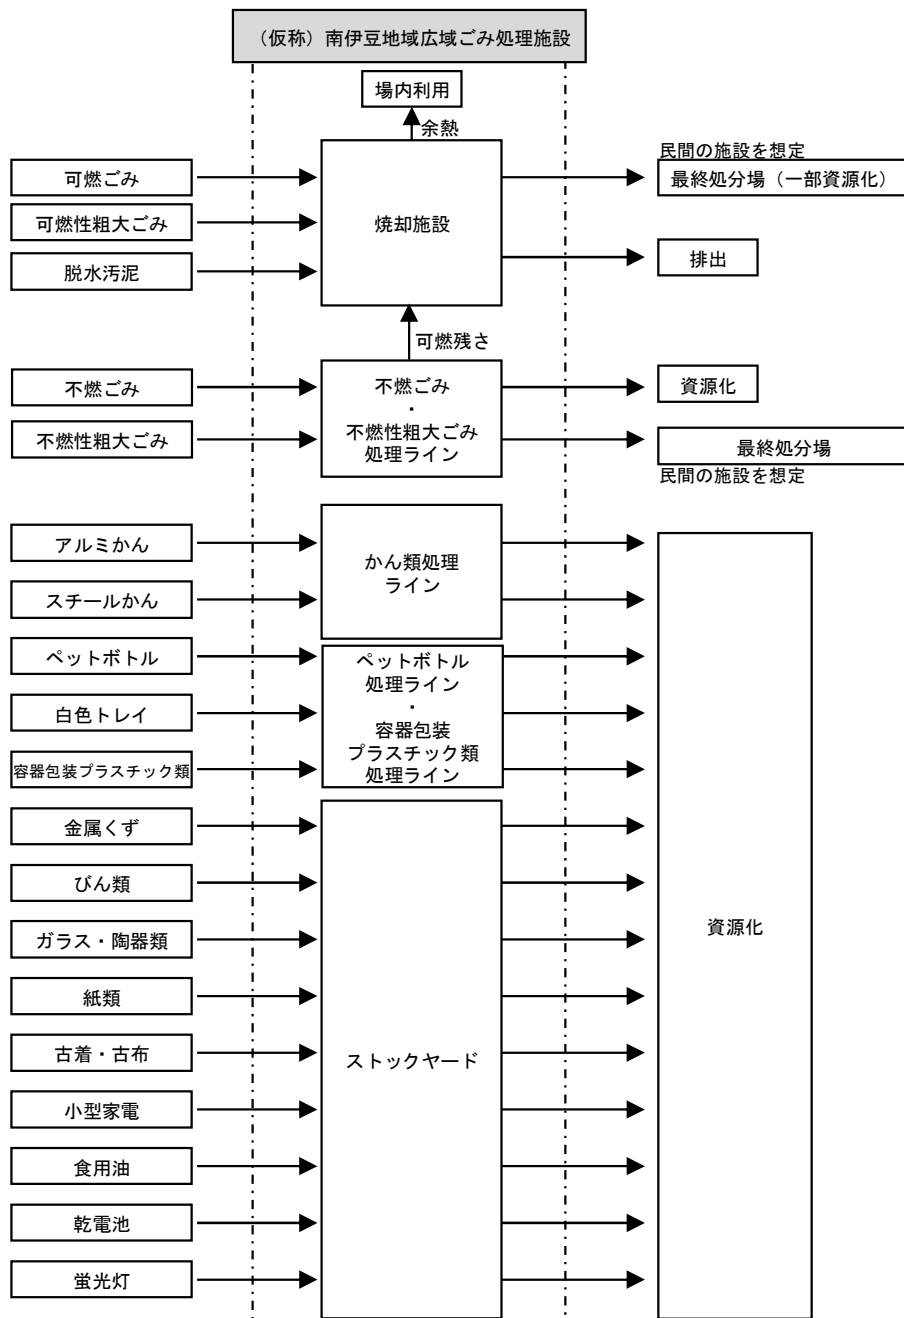 （仮称）南伊豆地域広域ごみ処理施設
場内利用
余熱
可燃ごみ
可燃性粗大ごみ
脱水汚泥
焼却施設
民間の施設を想定
最終処分場（一部資源化）
排出
可燃残さ
不燃ごみ
不燃性粗大ごみ
不燃ごみ
・
不燃性粗大ごみ
処理ライン
資源化
最終処分場
民間の施設を想定
アルミかん
スチールかん
かん類処理
ライン
ペットボトル
白色トレイ
容器包装プラスチック類
ペットボトル
処理ライン
・
容器包装
プラスチック類
処理ライン
金属くず
びん類
ガラス・陶器類
紙類
古着・古布
小型家電
食用油
乾電池
蛍光灯
ストックヤード
資源化